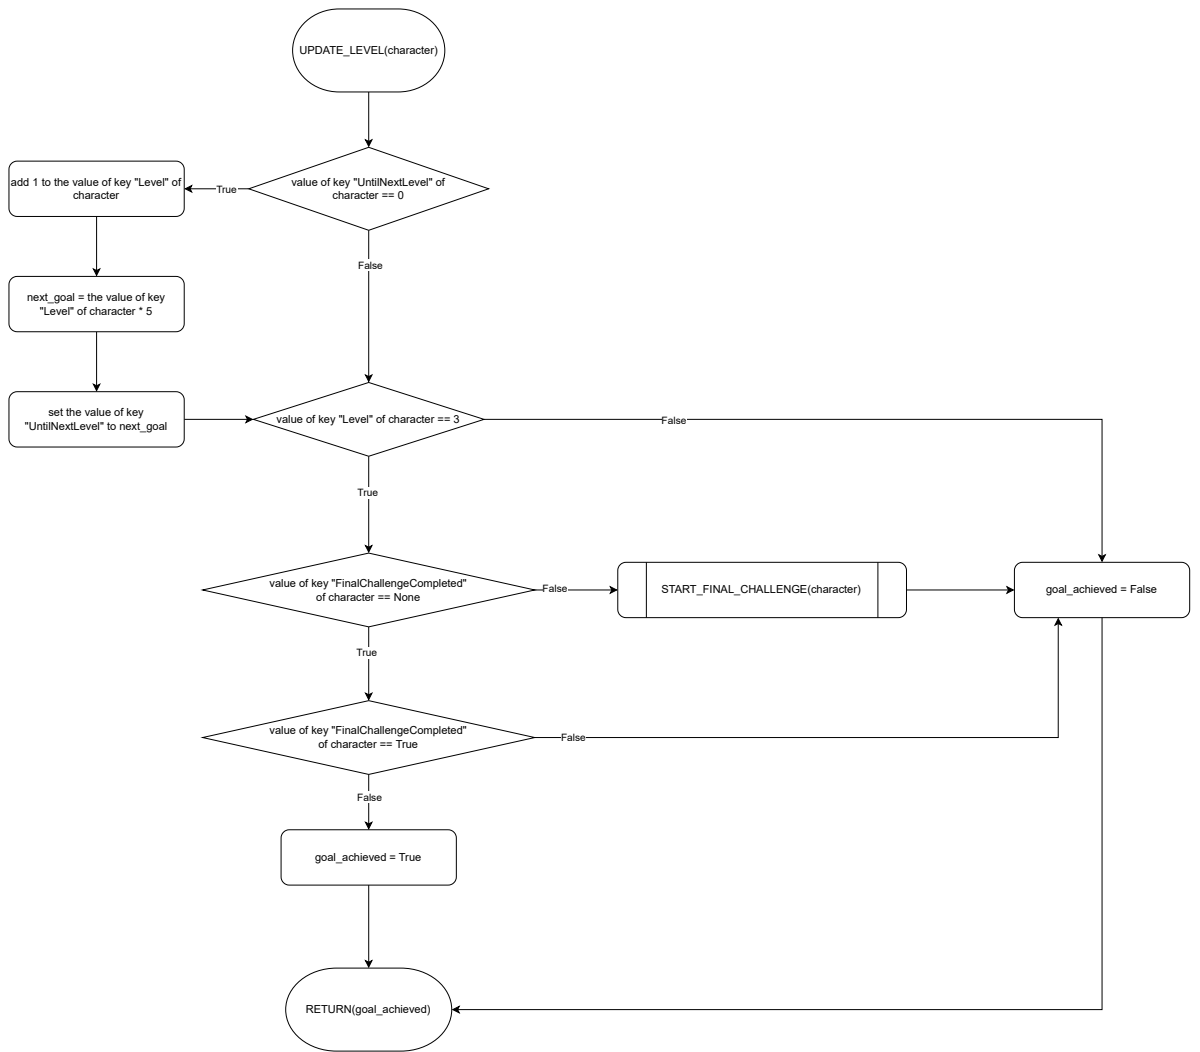 UPDATE_LEVEL(character)
value of key "UntilNextLevel" of
character == 0
True
add 1 to the value of key "Level" of
character
False
next_goal = the value of key
"Level" of character * 5
set the value of key
"UntilNextLevel" to next_goal
value of key "Level" of character == 3
False
True
value of key "FinalChallengeCompleted"
of character == None
False
START_FINAL_CHALLENGE(character)
goal_achieved = False
True
value of key "FinalChallengeCompleted"
of character == True
False
False
goal_achieved = True
RETURN(goal_achieved)